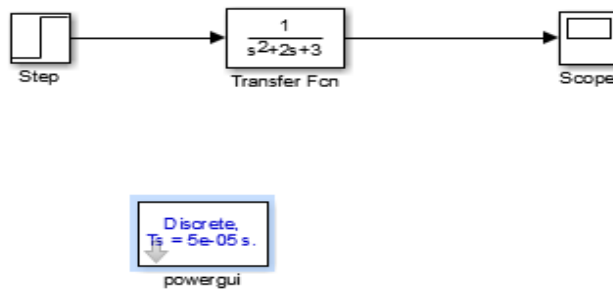 Step
1
s²+2s+3
Transfer Fcn
Scope
Discrete,
Ts = 5e-05 s.
powergui